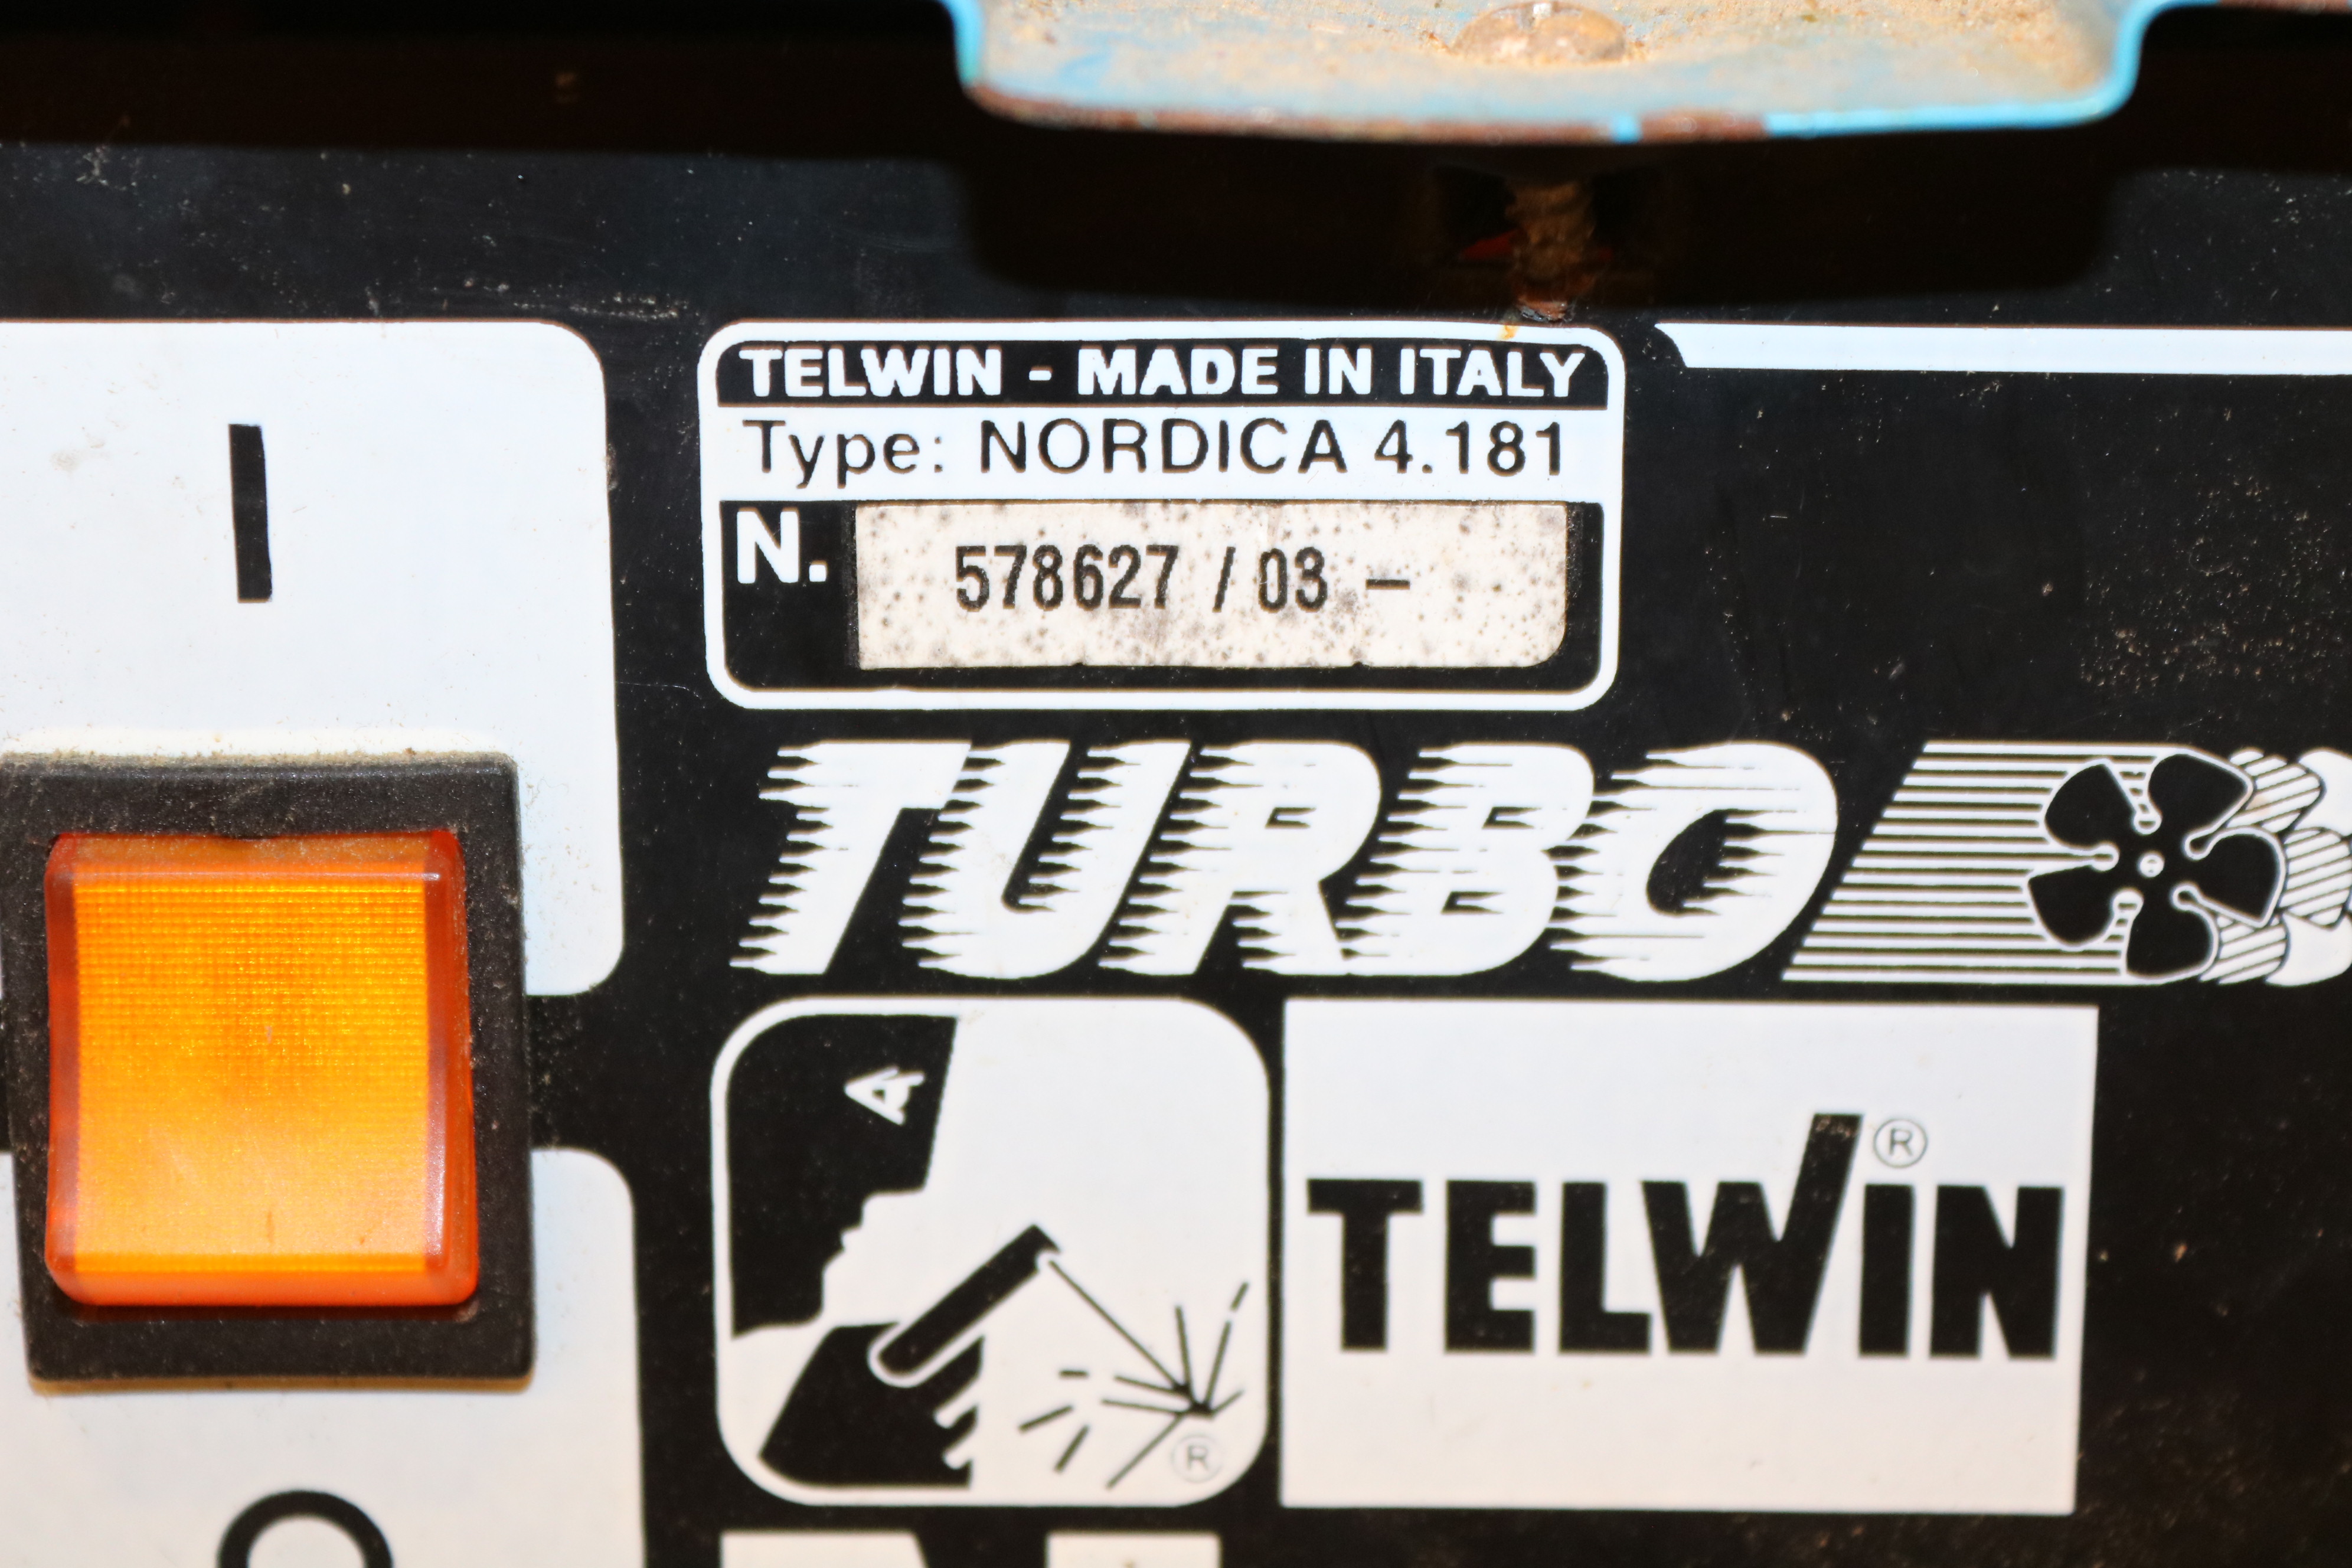 I
TELWIN - MADE IN ITALY
Type: NORDICA 4.181
N. 578627 / 03 –
TURBO
®
TELWIN®
O